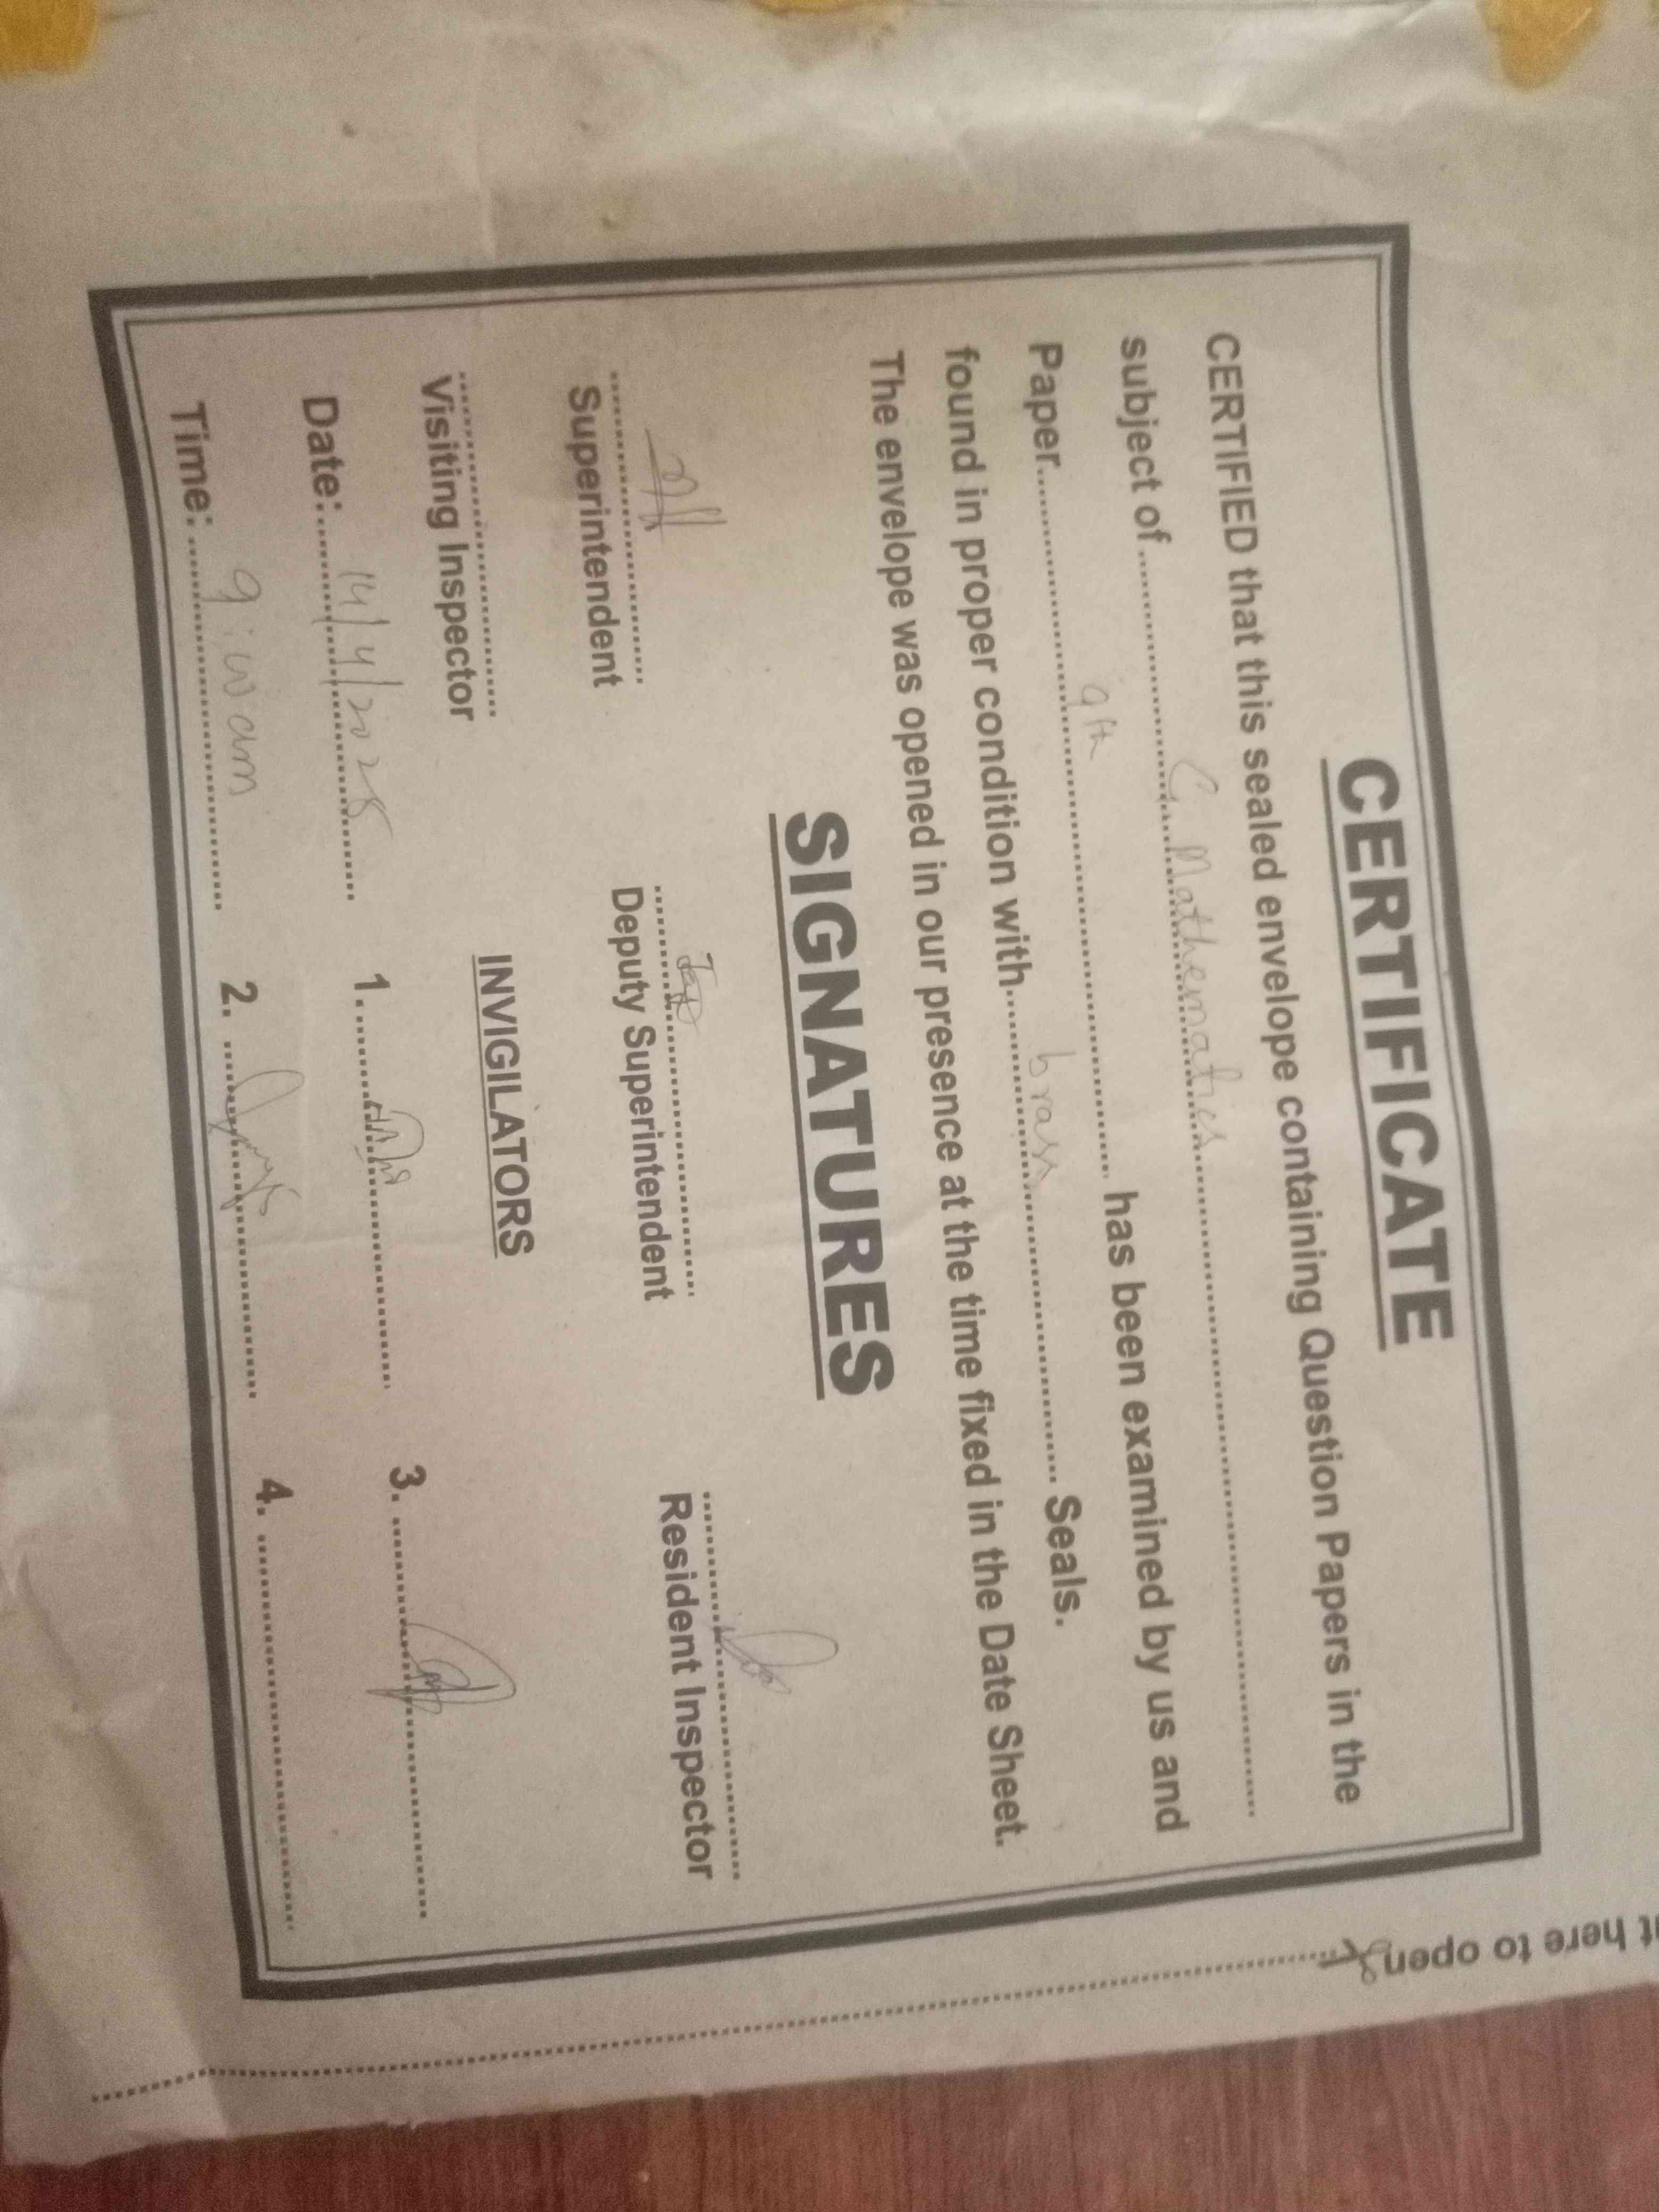 CERTIFICATE
CERTIFIED that this sealed envelope containing Question Papers in the
subject of G. Mathematics
Paper 9th has been examined by us and
found in proper condition with brass Seals.
The envelope was opened in our presence at the time fixed in the Date Sheet.
SIGNATURES
Superintendent
Deputy Superintendent
Resident Inspector
Visiting Inspector
INVIGILATORS
Date: 14/4/2025
1.
3.
Time: 9:
2.
4.
here to open